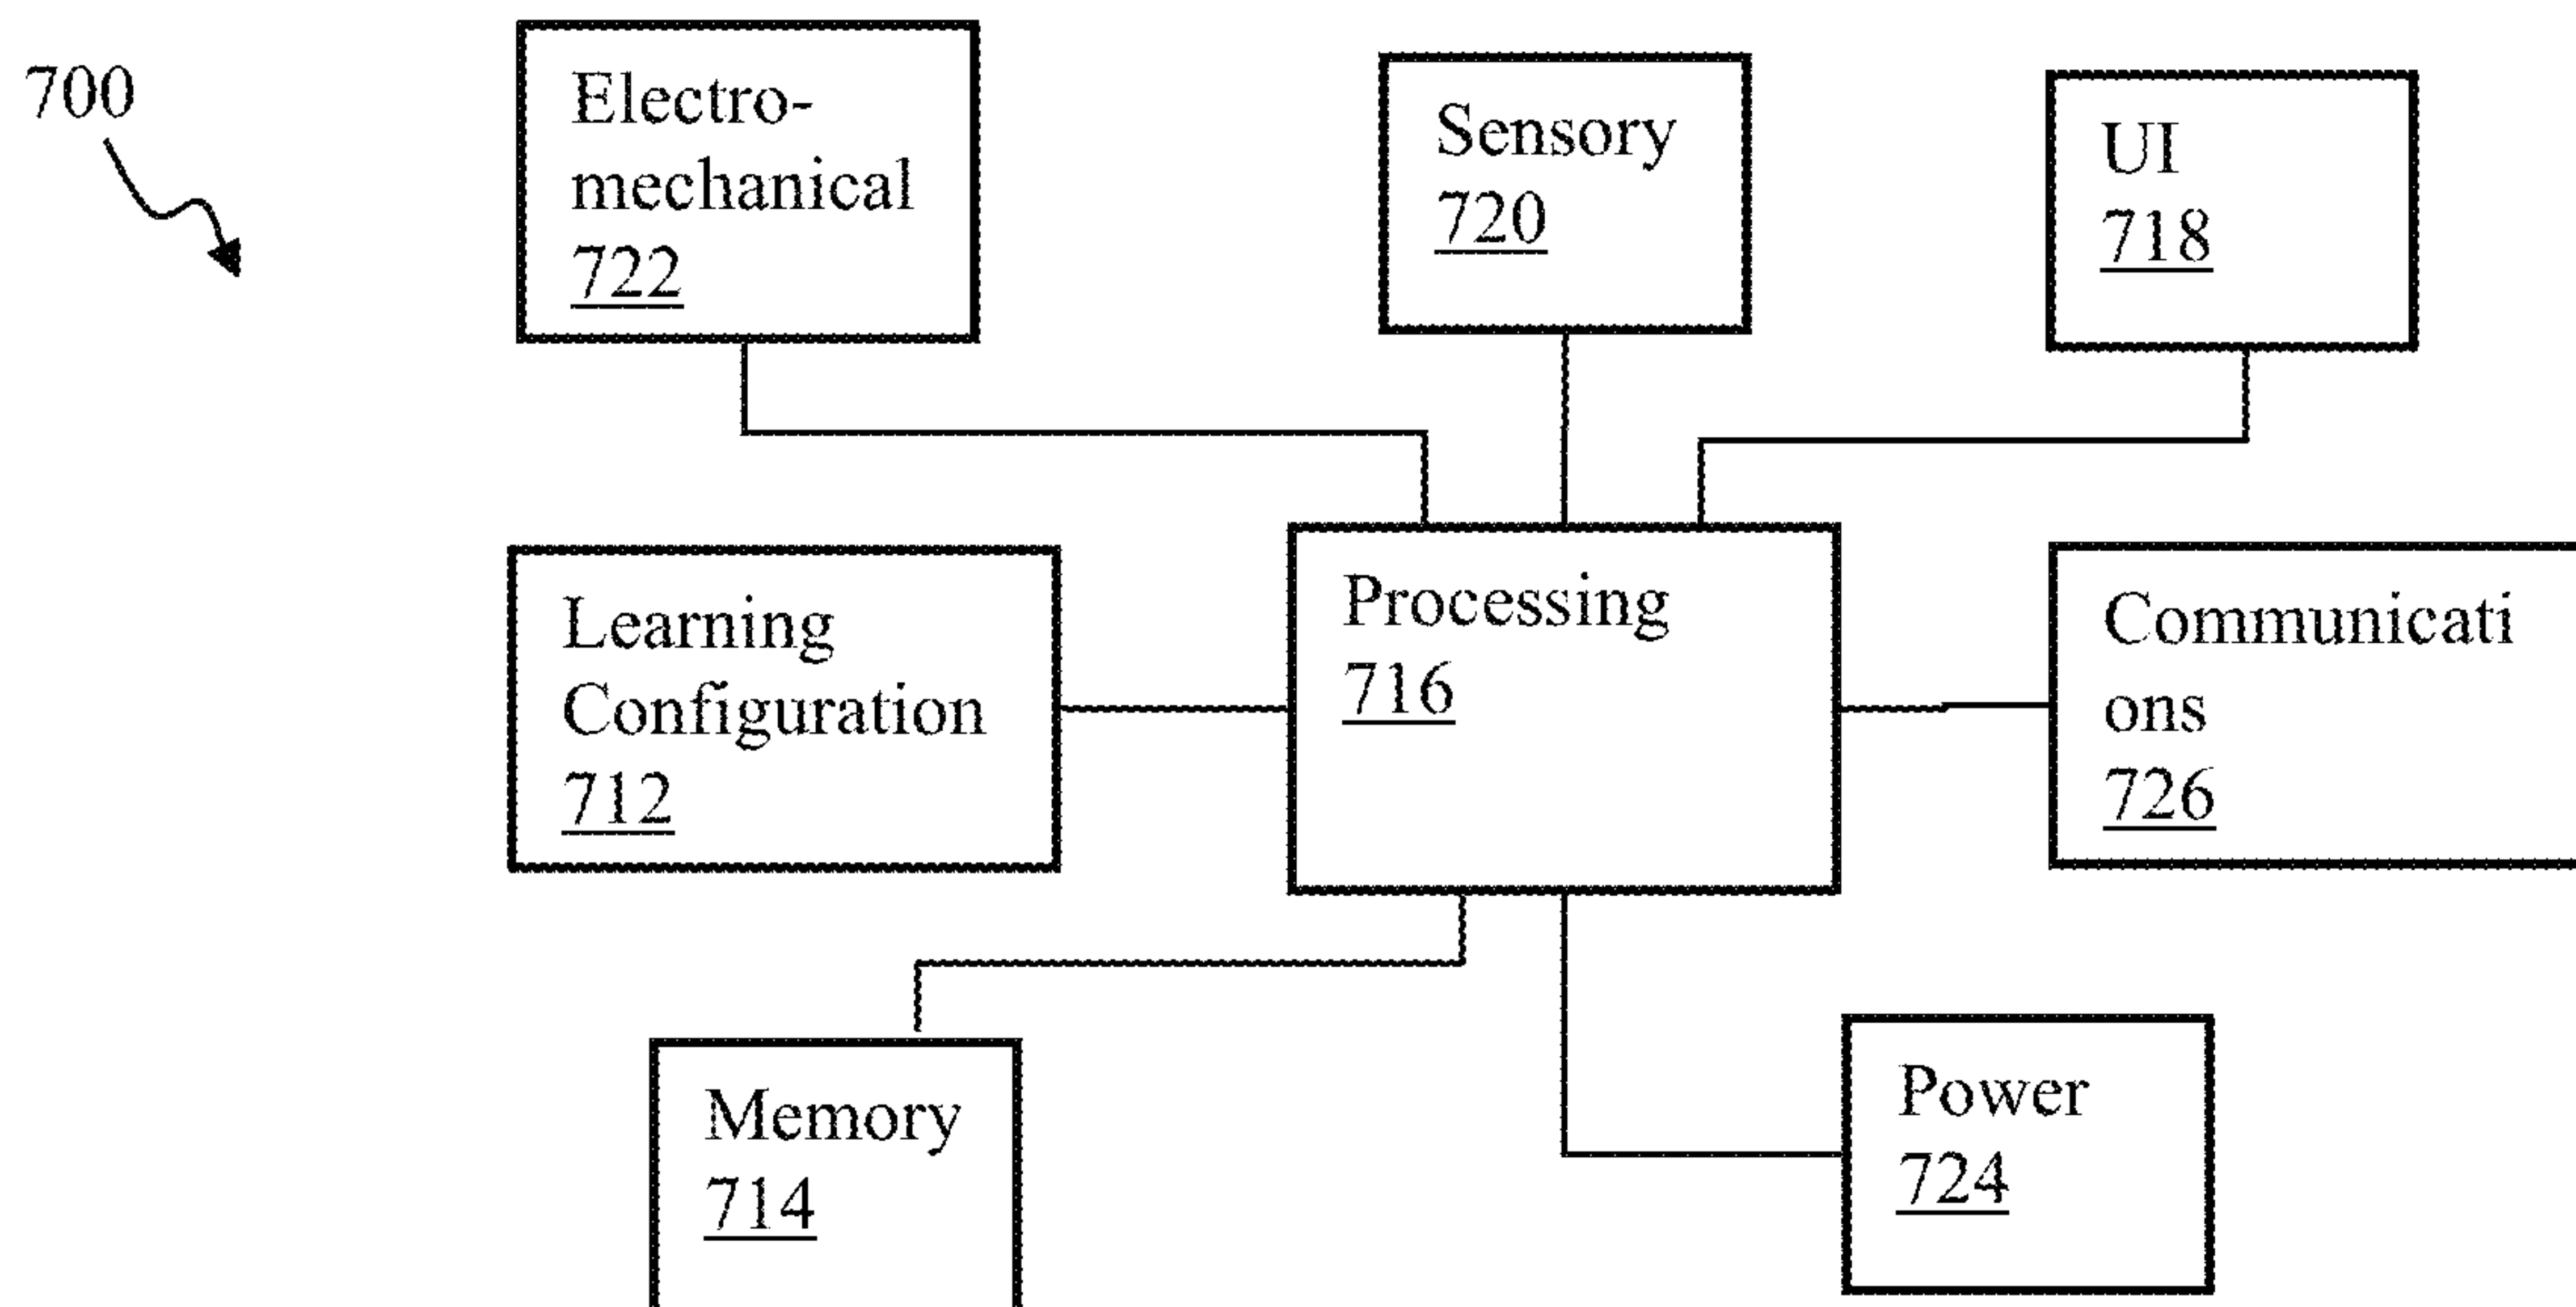 700
Electro-
mechanical
722
Sensory
720
UI
718
Learning
Configuration
712
Processing
716
Communicati
ons
726
Memory
714
Power
724